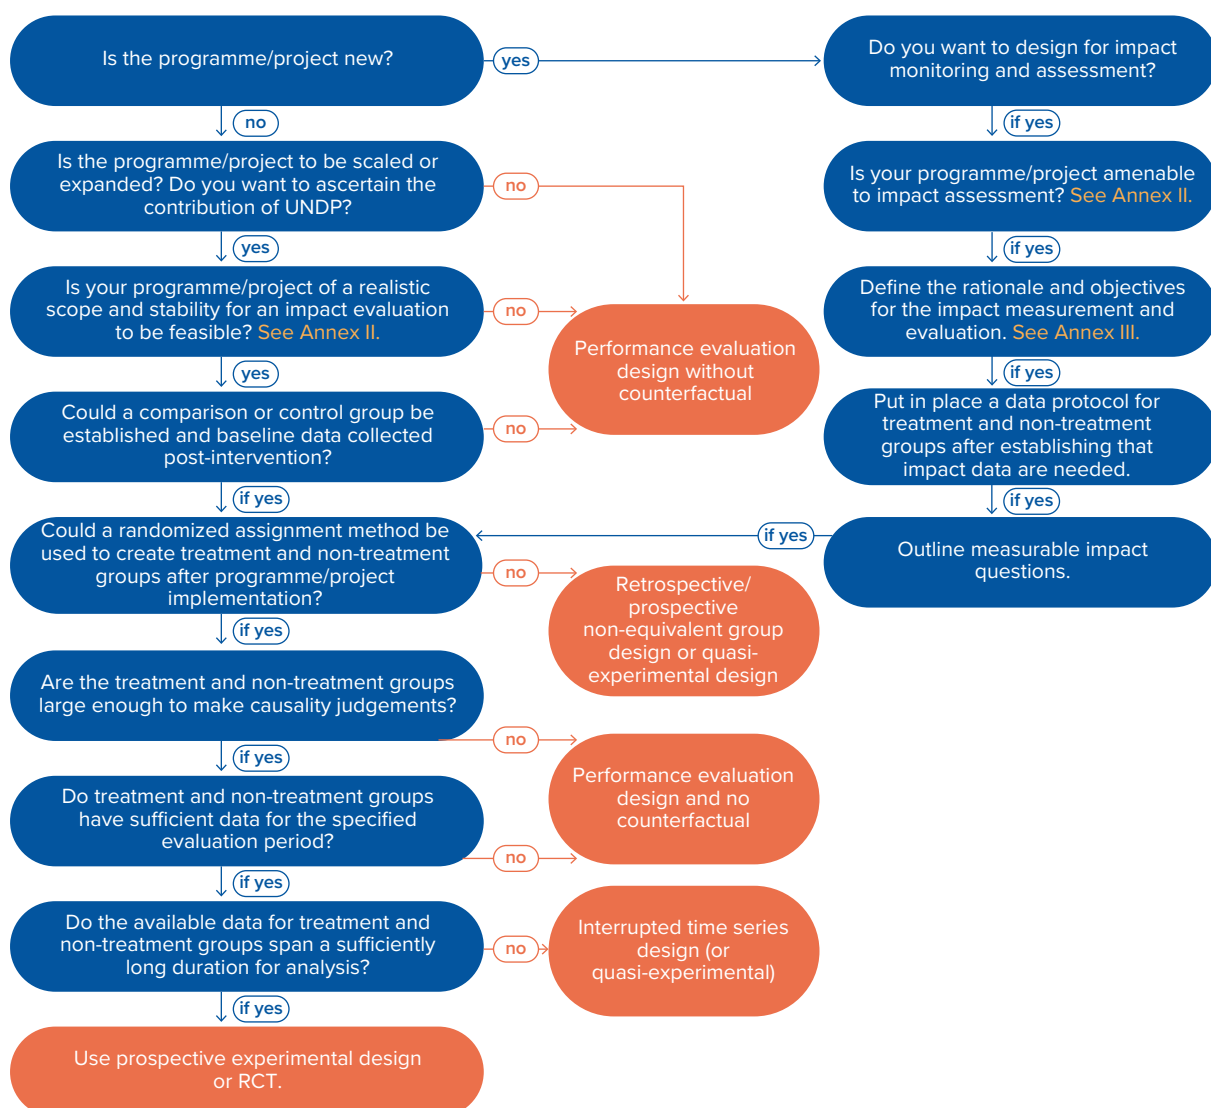 Is the programme/project new?
yes
Do you want to design for impact
monitoring and assessment?
no
if yes
Is the programme/project to be scaled or
expanded? Do you want to ascertain the
contribution of UNDP?
no
Is your programme/project amenable
to impact assessment? See Annex II.
yes
if yes
Is your programme/project of a realistic
scope and stability for an impact evaluation
to be feasible? See Annex II.
no
Define the rationale and objectives
for the impact measurement and
evaluation. See Annex III.
Performance evaluation
design without
counterfactual
yes
if yes
Could a comparison or control group be
established and baseline data collected
post-intervention?
no
Put in place a data protocol for
treatment and non-treatment
groups after establishing that
impact data are needed.
if yes
if yes
Could a randomized assignment method be
used to create treatment and non-treatment
groups after programme/project
implementation?
if yes
Outline measurable impact
questions.
no
Retrospective/
prospective
non-equivalent group
design or quasi-
experimental design
if yes
Are the treatment and non-treatment groups
large enough to make causality judgements?
no
Performance evaluation
design and no
counterfactual
if yes
Do treatment and non-treatment groups
have sufficient data for the specified
evaluation period?
no
if yes
Do the available data for treatment and
non-treatment groups span a sufficiently
long duration for analysis?
no
Interrupted time series
design (or
quasi-experimental)
if yes
Use prospective experimental design
or RCT.